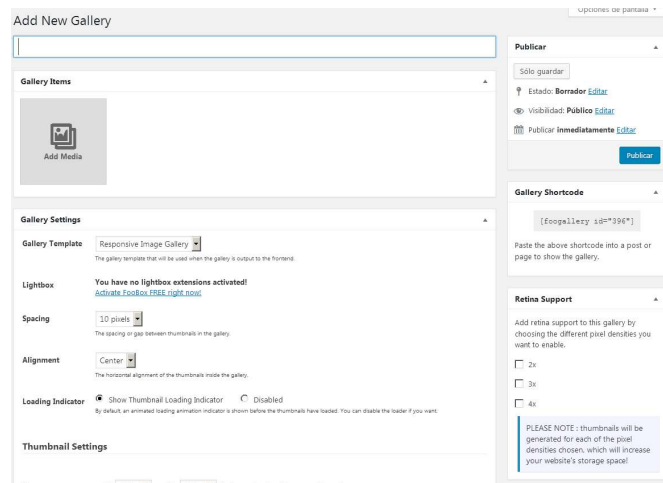 Opciones de pantalla
Add New Gallery
Gallery Items
Add Media
Gallery Settings
Gallery Template
Responsive Image Gallery
The gallery template that will be used when the gallery is output to the frontend.
Lightbox
You have no lightbox extensions activated!
Activate FooBox FREE right now!
Spacing
10 pixels
The spacing or gap between thumbnails in the gallery.
Alignment
Center
The horizontal alignment of the thumbnails inside the gallery.
Loading Indicator
Show Thumbnail Loading Indicator
Disabled
By default, an animated loading animation indicator is shown before the thumbnails have loaded. You can disable the loader if you want.
Thumbnail Settings
Publicar
Sólo guardar
Estado: Borrador Editar
Visibilidad: Público Editar
Publicar inmediatamente Editar
Publicar
Gallery Shortcode
[foogallery id="396"]
Paste the above shortcode into a post or
page to show the gallery.
Retina Support
Add retina support to this gallery by
choosing the different pixel densities you
want to enable.
2x
3x
4x
PLEASE NOTE : thumbnails will be
generated for each of the pixel
densities chosen, which will increase
your website's storage space!